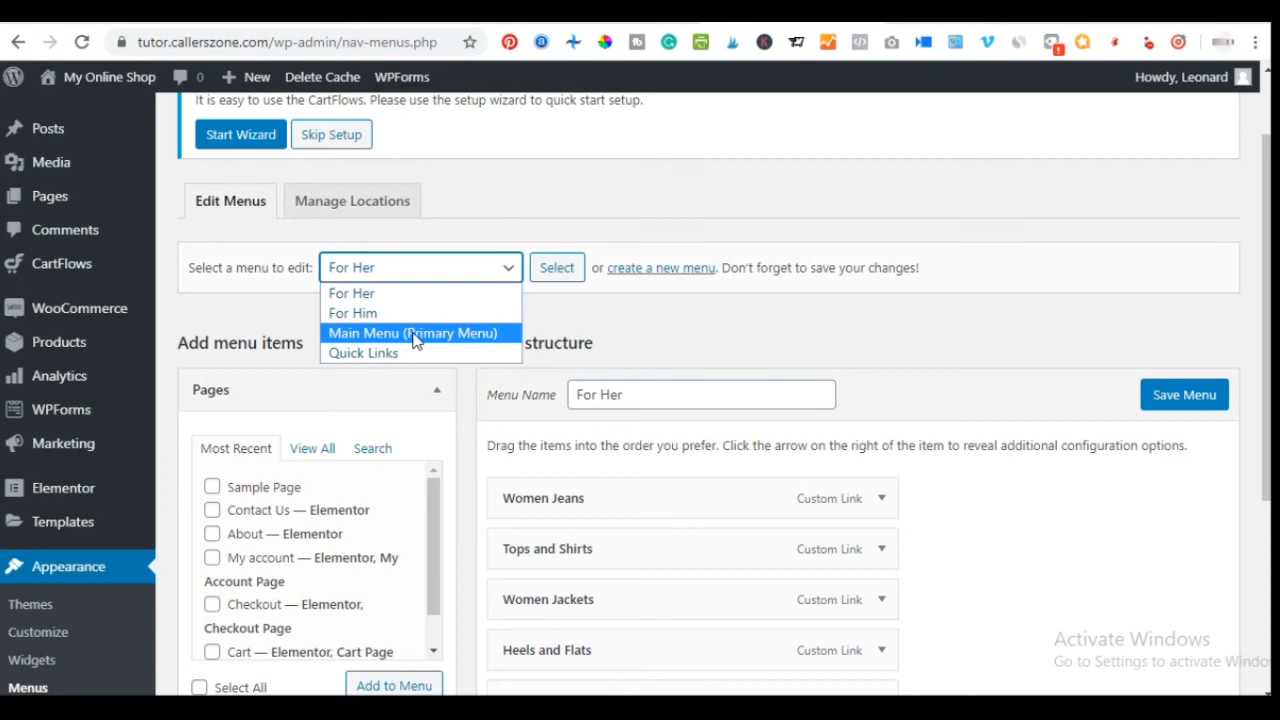 tutor.callerszone.com/wp-admin/nav-menus.php
My Online Shop 0 New Delete Cache WPForms Howdy, Leonard
It is easy to use the CartFlows. Please use the setup wizard to quick start setup.
Start Wizard Skip Setup
Posts
Media
Pages
Comments
CartFlows
WooCommerce
Products
Analytics
WPForms
Marketing
Elementor
Templates
Appearance
Themes
Customize
Widgets
Menus
Edit Menus Manage Locations
Select a menu to edit: For Her Select or create a new menu. Don't forget to save your changes!
For Her
For Him
Main Menu (Primary Menu)
Quick Links
Add menu items
structure
Pages
Most Recent View All Search
Sample Page
Contact Us — Elementor
About — Elementor
My account — Elementor, My
Account Page
Checkout — Elementor,
Checkout Page
Cart — Elementor, Cart Page
Select All Add to Menu
Menu Name For Her Save Menu
Drag the items into the order you prefer. Click the arrow on the right of the item to reveal additional configuration options.
Women Jeans Custom Link
Tops and Shirts Custom Link
Women Jackets Custom Link
Heels and Flats Custom Link
Activate Windows
Go to Settings to activate Windo